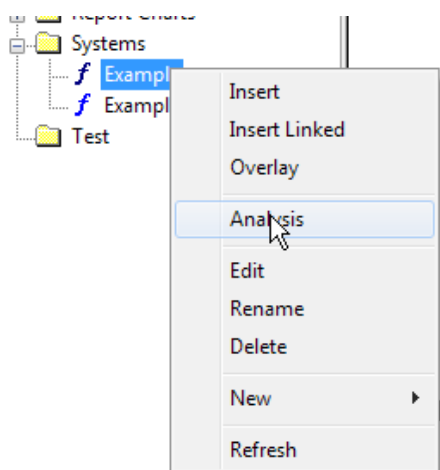 Report Charts
Systems
f Exampl
f Exampl
Test
Insert
Insert Linked
Overlay
Analysis
Edit
Rename
Delete
New
Refresh